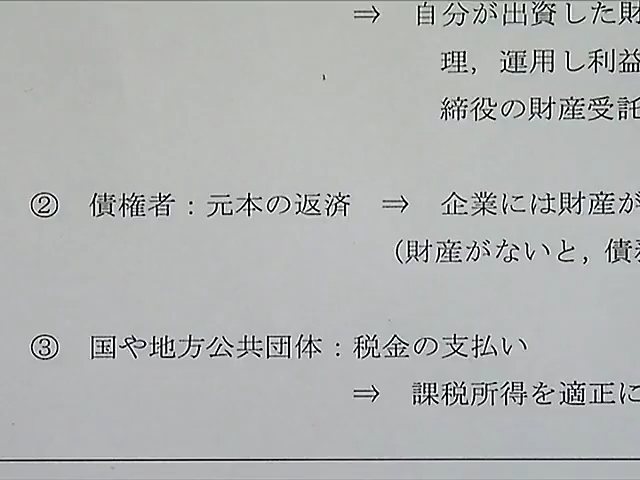 ⇒ 自分が出資した財
理，運用し利益
締役の財産受託
② 債権者：元本の返済 ⇒ 企業には財産が
（財産がないと，債務
③ 国や地方公共団体：税金の支払い
⇒ 課税所得を適正に